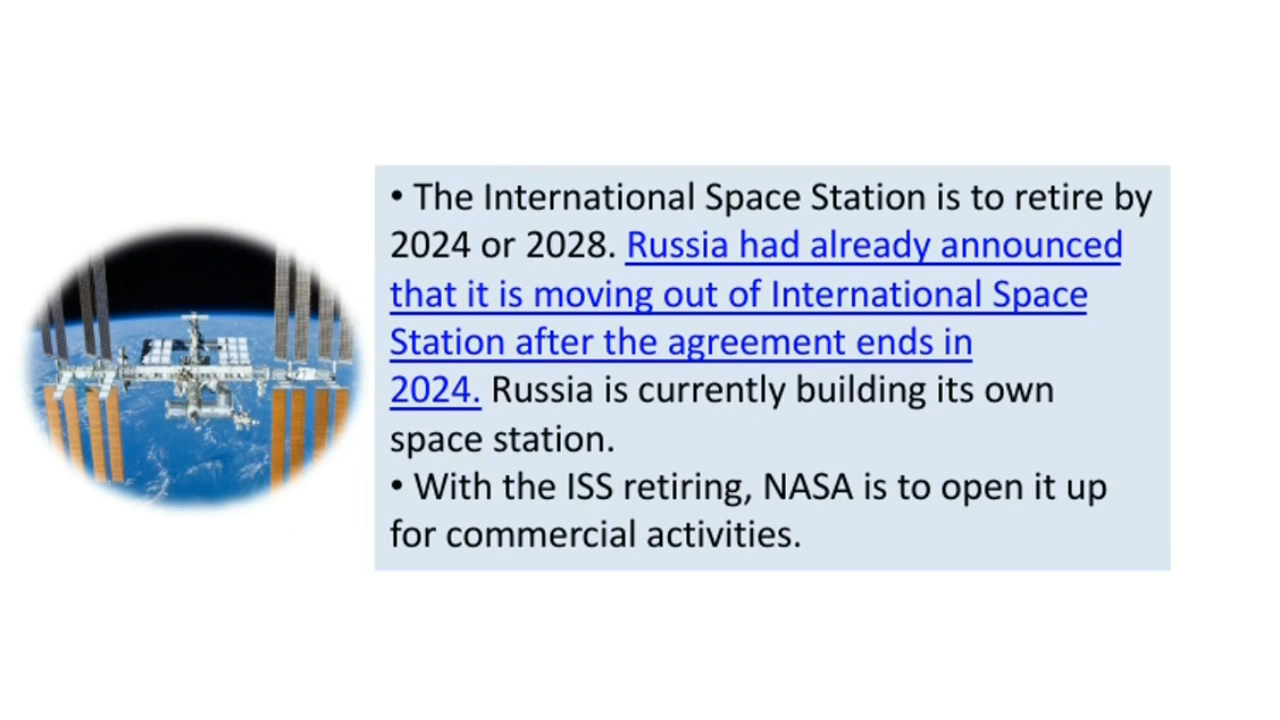 • The International Space Station is to retire by
2024 or 2028. Russia had already announced
that it is moving out of International Space
Station after the agreement ends in
2024. Russia is currently building its own
space station.
• With the ISS retiring, NASA is to open it up
for commercial activities.